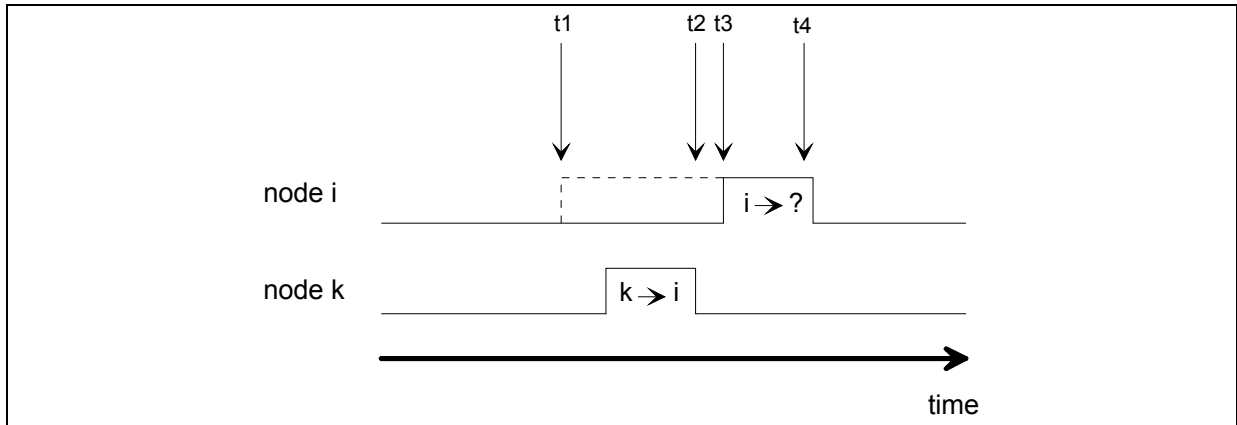 t1 t2 t3 t4
node i
i → ?
node k
k → i
time